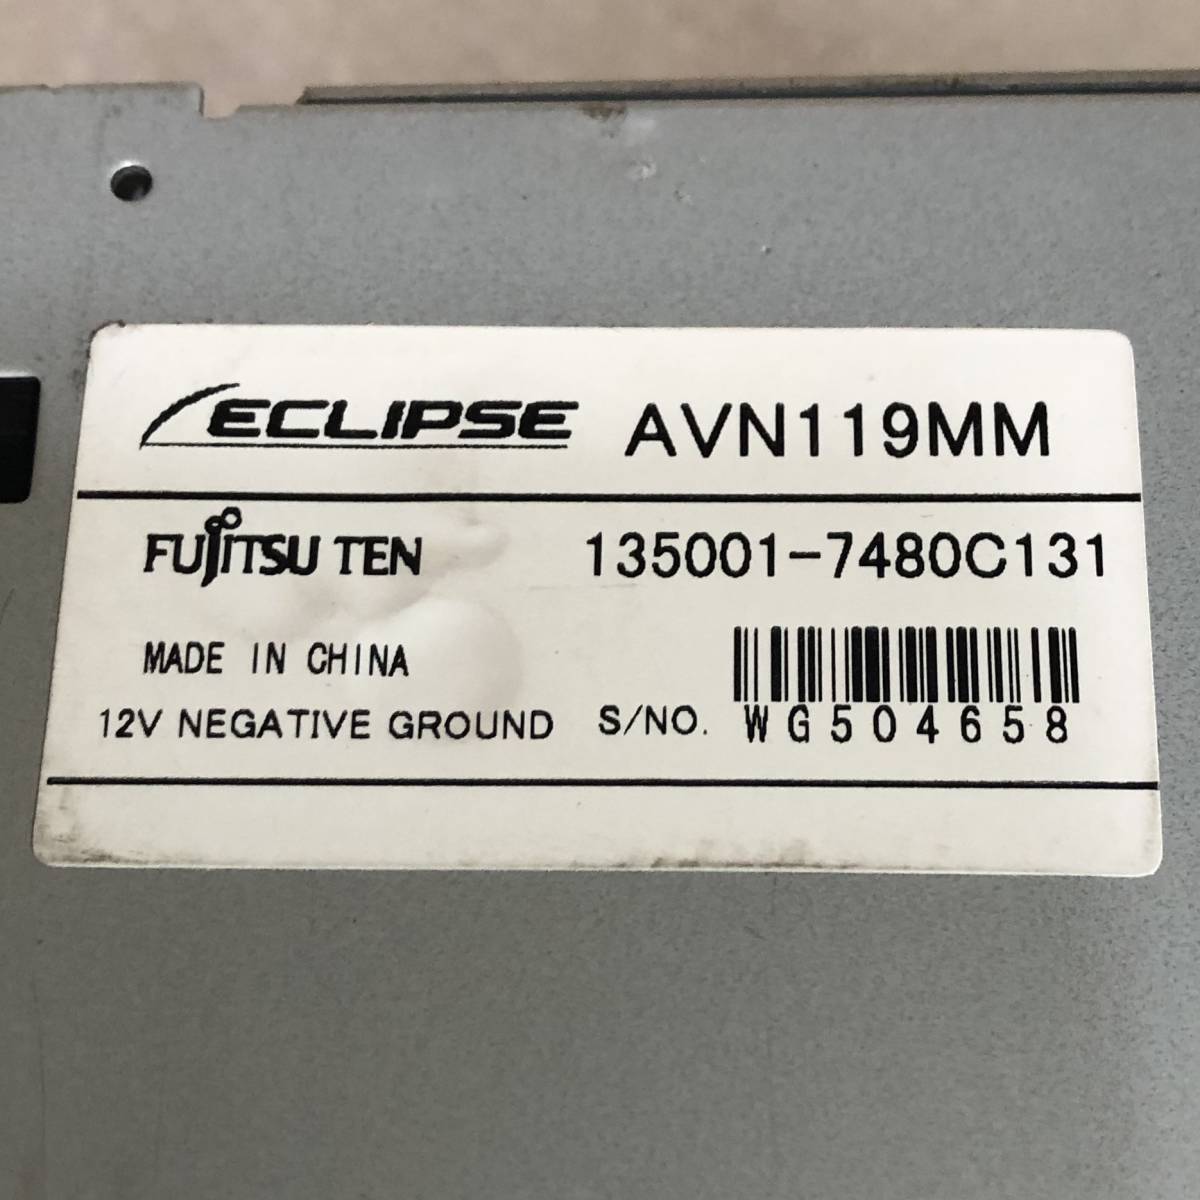 ECLIPSE AVN119MM
FUJITSU TEN 135001-7480C131
MADE IN CHINA
12V NEGATIVE GROUND S/NO. WG504658